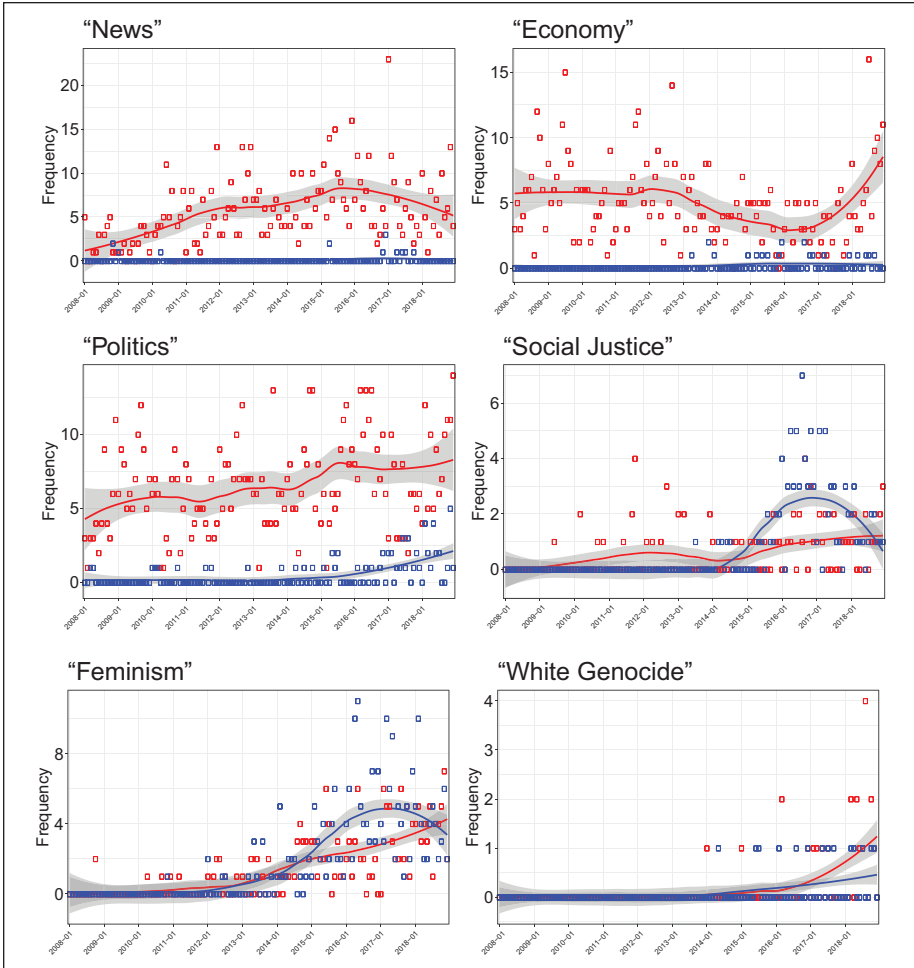 “News” “Economy”
Frequency
20
15
10
5
0
2008-01 2009-01 2010-01 2011-01 2012-01 2013-01 2014-01 2015-01 2016-01 2017-01 2018-01
Frequency
15
10
5
0
2008-01 2009-01 2010-01 2011-01 2012-01 2013-01 2014-01 2015-01 2016-01 2017-01 2018-01
“Politics” “Social Justice”
Frequency
10
5
0
2008-01 2009-01 2010-01 2011-01 2012-01 2013-01 2014-01 2015-01 2016-01 2017-01 2018-01
Frequency
6
4
2
0
2008-01 2009-01 2010-01 2011-01 2012-01 2013-01 2014-01 2015-01 2016-01 2017-01 2018-01
“Feminism” “White Genocide”
Frequency
8
4
0
2008-01 2009-01 2010-01 2011-01 2012-01 2013-01 2014-01 2015-01 2016-01 2017-01 2018-01
Frequency
4
3
2
1
0
2008-01 2009-01 2010-01 2011-01 2012-01 2013-01 2014-01 2015-01 2016-01 2017-01 2018-01